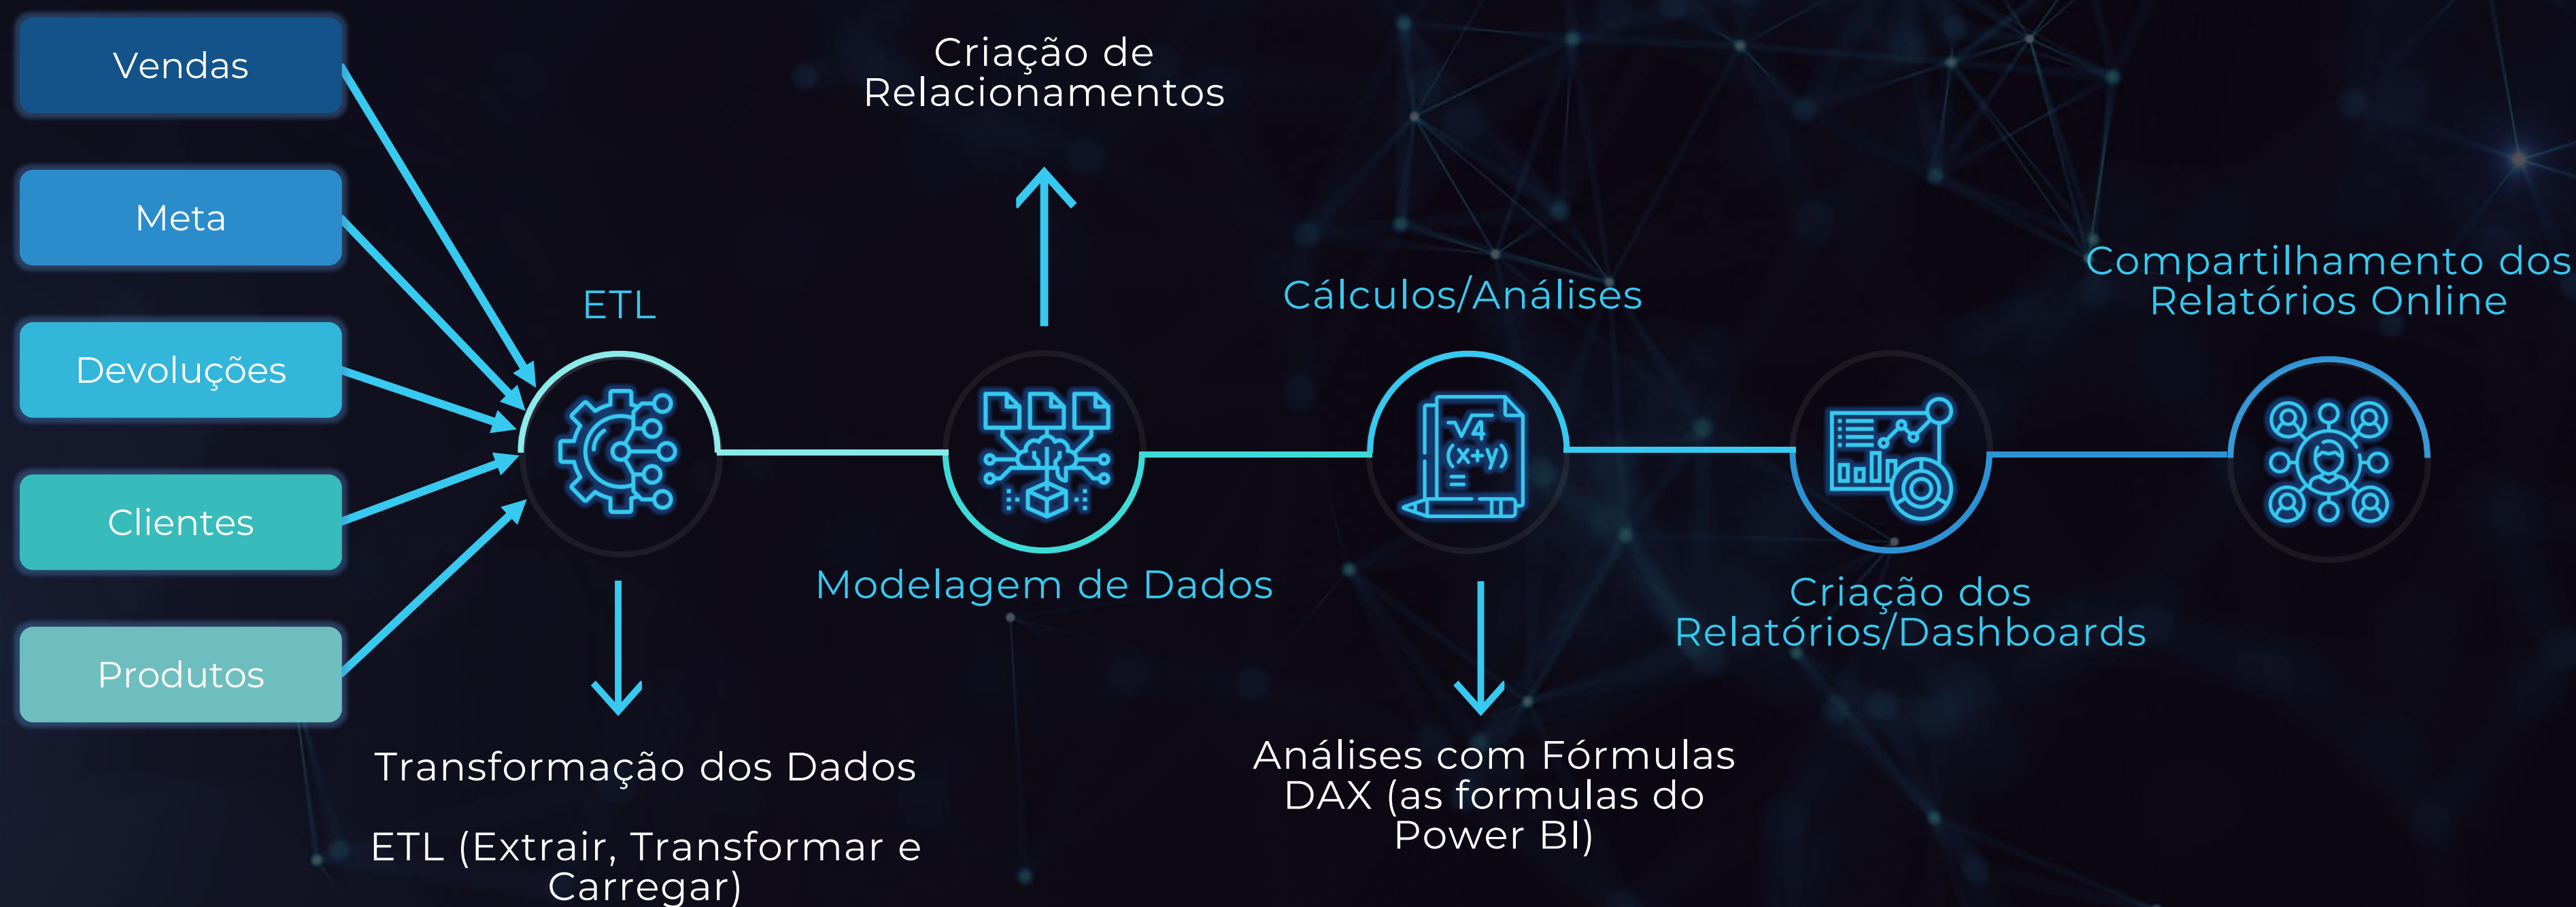 Vendas
Meta
Devoluções
Clientes
Produtos
ETL
Transformação dos Dados
ETL (Extrair, Transformar e
Carregar)
Criação de
Relacionamentos
Modelagem de Dados
Cálculos/Análises
√4
(x+y)
=
Análises com Fórmulas
DAX (as formulas do
Power BI)
Criação dos
Relatórios/Dashboards
Compartilhamento dos
Relatórios Online